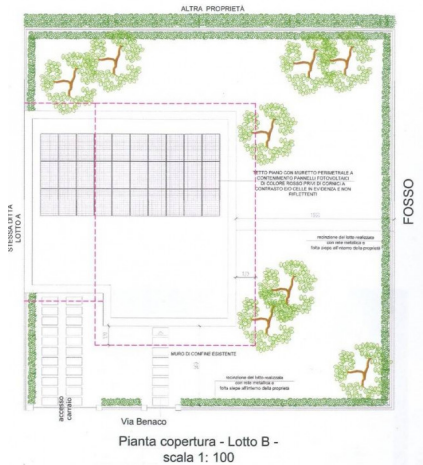 ALTRA PROPRIETÀ
TETTO PIANO CON MURETTO PERIMETRALE A
CONTENIMENTO PANNELLI FOTOVOLTAICI
DI COLORE ROSSO PRIVI DI CORNICI A
CONTRASTO E/O CELLE IN EVIDENZA E NON
RIFLETTENTI
FOSSO
STESSA DITTA
LOTTO A
recinzione del lotto realizzata
con rete metallica e
folta siepe all'interno della proprietà
MURO DI CONFINE ESISTENTE
recinzione del lotto realizzata
con rete metallica e
folta siepe all'interno della proprietà
accesso
carraio
Via Benaco
Pianta copertura - Lotto B -
scala 1: 100